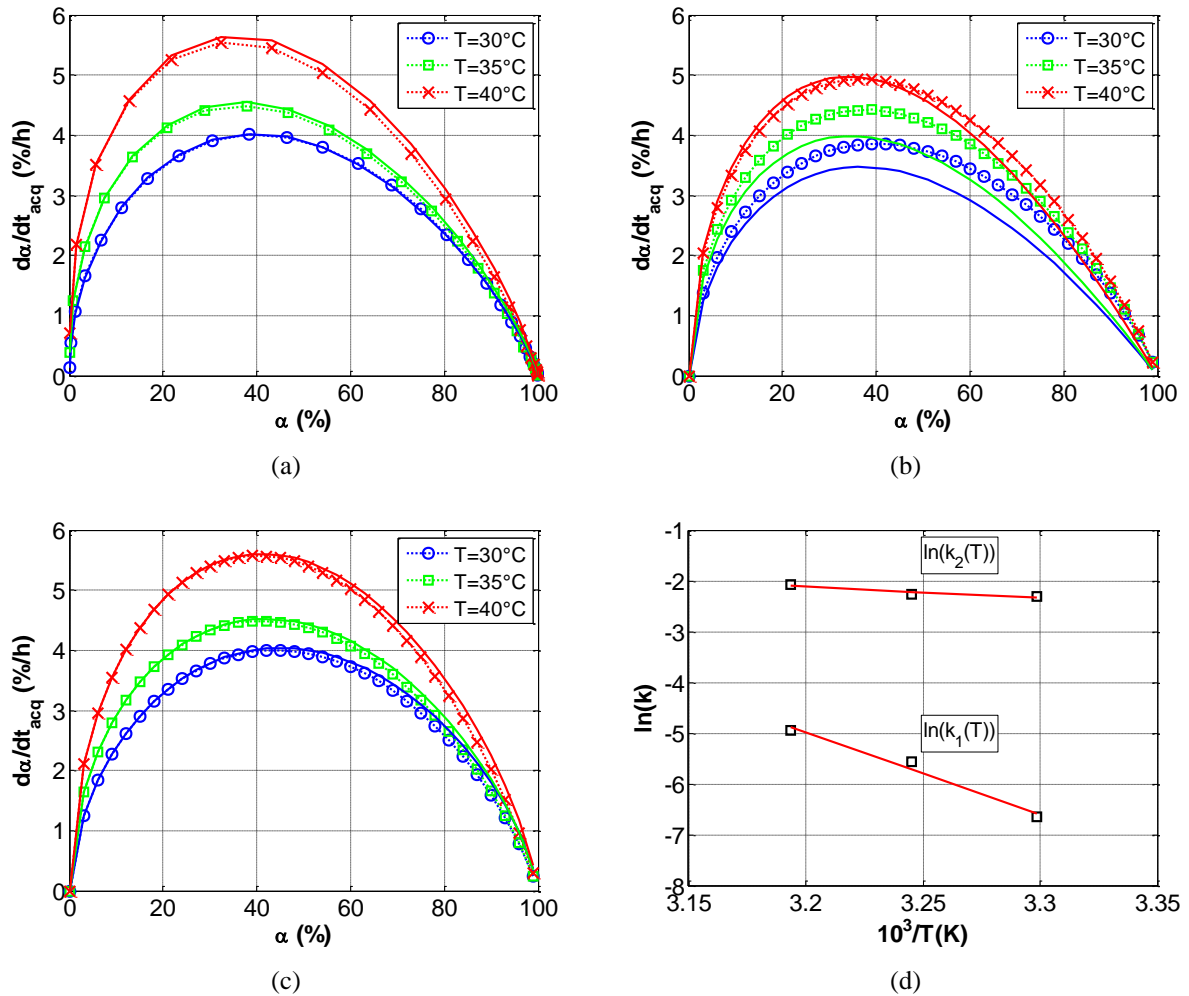 dα/dt_acq (%/h)
6
5
4
3
2
1
0
0 20 40 60 80 100
α (%)
T=30°C
T=35°C
T=40°C
(a)
dα/dt_acq (%/h)
6
5
4
3
2
1
0
0 20 40 60 80 100
α (%)
T=30°C
T=35°C
T=40°C
(b)
dα/dt_acq (%/h)
6
5
4
3
2
1
0
0 20 40 60 80 100
α (%)
T=30°C
T=35°C
T=40°C
(c)
ln(k)
-1
-2
-3
-4
-5
-6
-7
-8
3.15 3.2 3.25 3.3 3.35
10³/T(K)
ln(k₂(T))
ln(k₁(T))
(d)